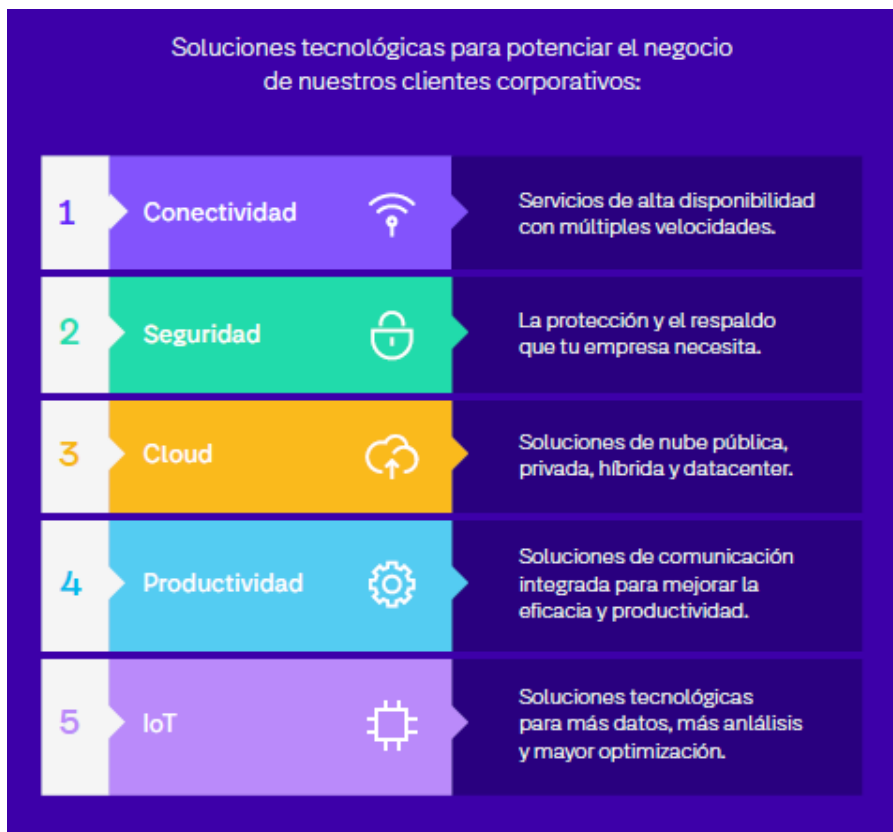 Soluciones tecnológicas para potenciar el negocio
de nuestros clientes corporativos:
1
Conectividad
Servicios de alta disponibilidad
con múltiples velocidades.
2
Seguridad
La protección y el respaldo
que tu empresa necesita.
3
Cloud
Soluciones de nube pública,
privada, híbrida y datacenter.
4
Productividad
Soluciones de comunicación
integrada para mejorar la
eficacia y productividad.
5
IoT
Soluciones tecnológicas
para más datos, más anlálisis
y mayor optimización.